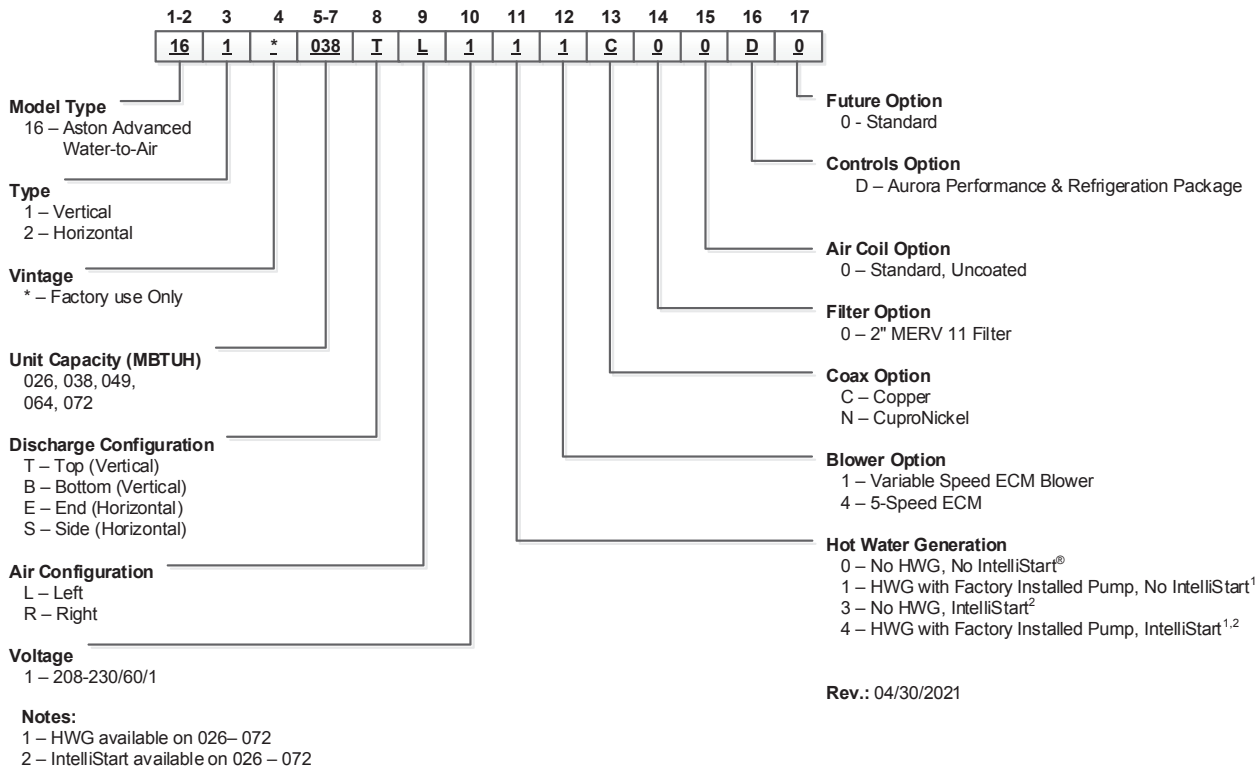 1-2 3 4 5-7 8 9 10 11 12 13 14 15 16 17
16 1 * 038 T L 1 1 1 C 0 0 D 0
Model Type
16 – Aston Advanced
Water-to-Air
Type
1 – Vertical
2 – Horizontal
Vintage
* – Factory use Only
Unit Capacity (MBTUH)
026, 038, 049,
064, 072
Discharge Configuration
T – Top (Vertical)
B – Bottom (Vertical)
E – End (Horizontal)
S – Side (Horizontal)
Air Configuration
L – Left
R – Right
Voltage
1 – 208-230/60/1
Notes:
1 – HWG available on 026– 072
2 – IntelliStart available on 026 – 072
Future Option
0 - Standard
Controls Option
D – Aurora Performance & Refrigeration Package
Air Coil Option
0 – Standard, Uncoated
Filter Option
0 – 2" MERV 11 Filter
Coax Option
C – Copper
N – CuproNickel
Blower Option
1 – Variable Speed ECM Blower
4 – 5-Speed ECM
Hot Water Generation
0 – No HWG, No IntelliStart®
1 – HWG with Factory Installed Pump, No IntelliStart¹
3 – No HWG, IntelliStart²
4 – HWG with Factory Installed Pump, IntelliStart¹,²
Rev.: 04/30/2021